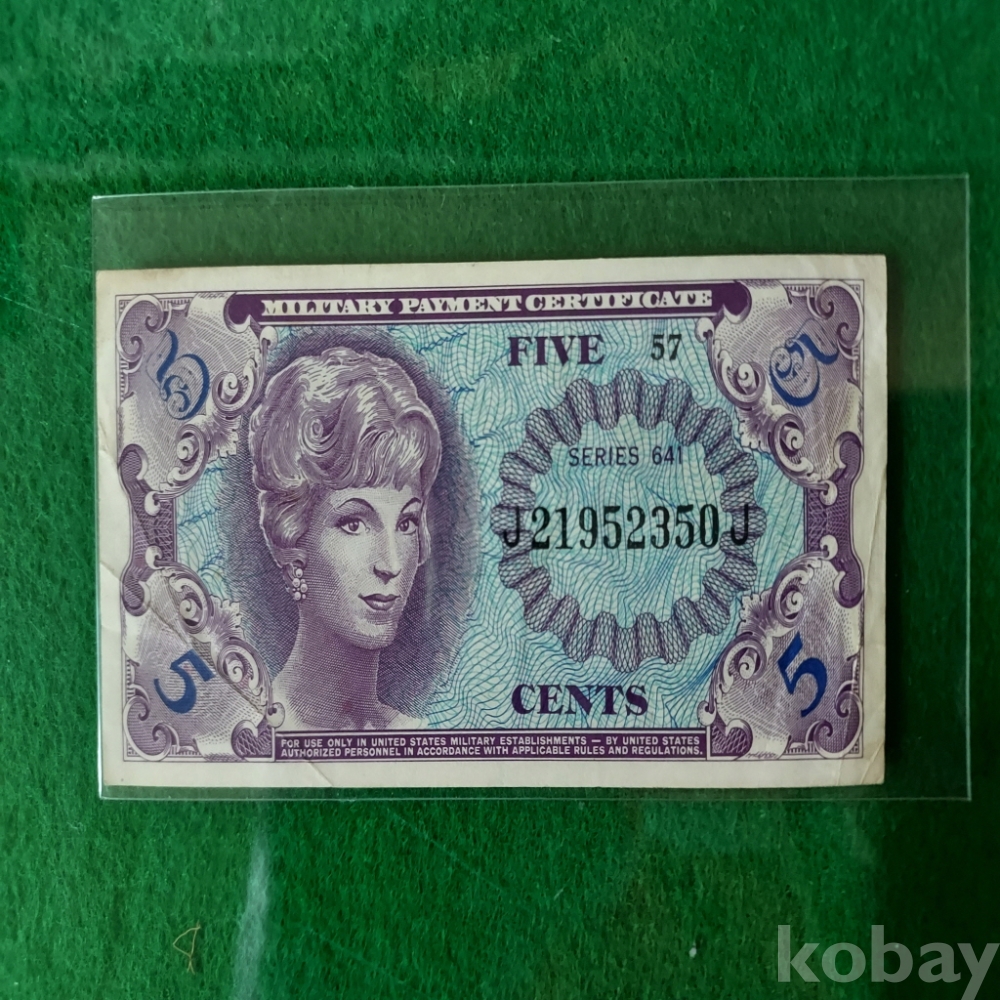 MILITARY PAYMENT CERTIFICATE
5 FIVE 57 5
SERIES 641
J21952350J
5 CENTS 5
FOR USE ONLY IN UNITED STATES MILITARY ESTABLISHMENTS — BY UNITED STATES
AUTHORIZED PERSONNEL IN ACCORDANCE WITH APPLICABLE RULES AND REGULATIONS.
kobay